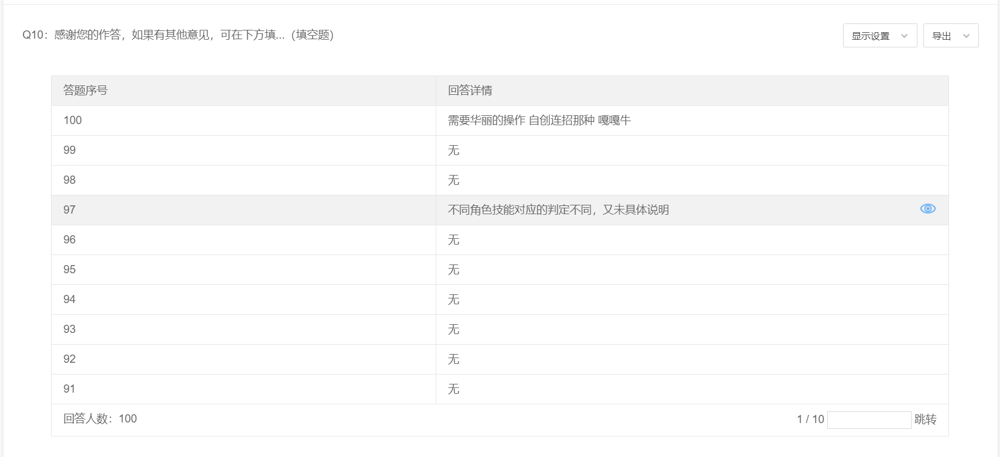 Q10：感谢您的作答，如果有其他意见，可在下方填...（填空题）
显示设置
导出
答题序号 回答详情
100 需要华丽的操作 自创连招那种 嘎嘎牛
99 无
98 无
97 不同角色技能对应的判定不同，又未具体说明
96 无
95 无
94 无
93 无
92 无
91 无
回答人数：100 1 / 10 跳转